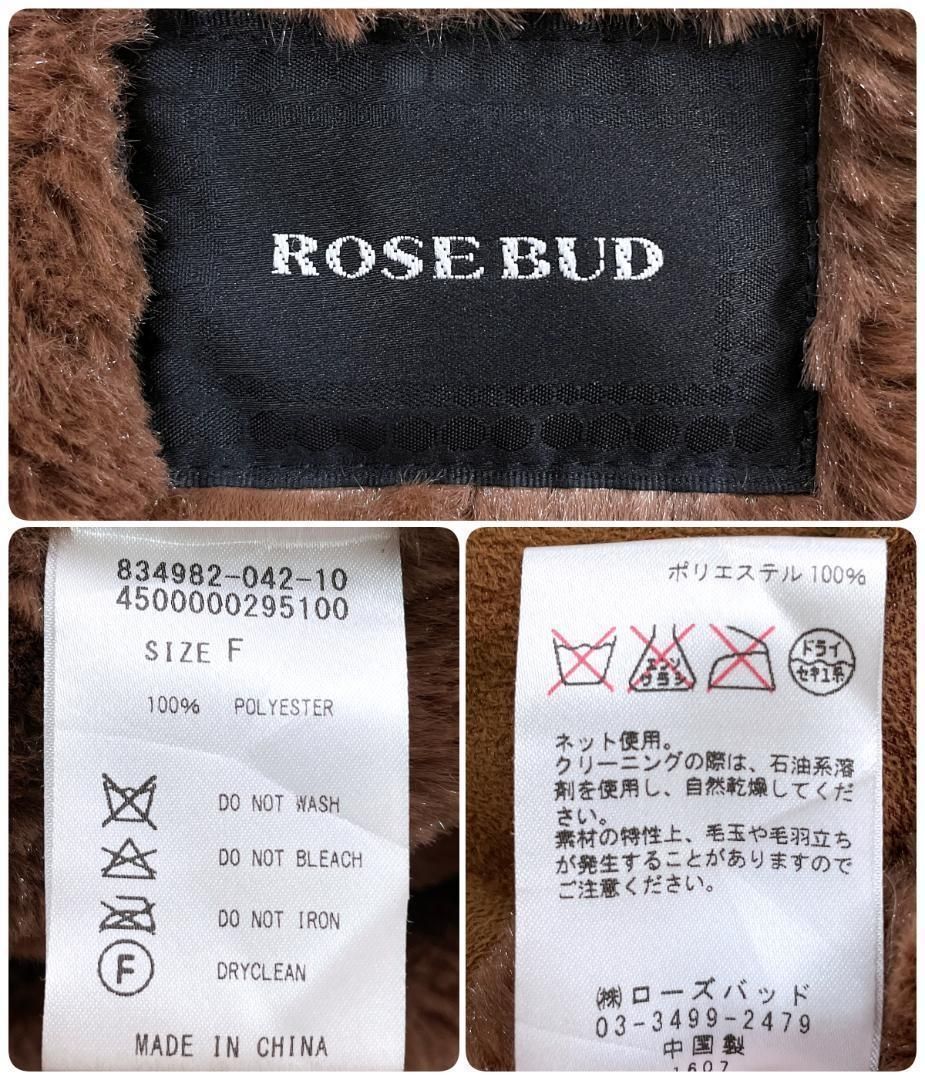 ROSE BUD
834982-042-10
4500000295100
SIZE F
100% POLYESTER
DO NOT WASH
DO NOT BLEACH
DO NOT IRON
F DRYCLEAN
MADE IN CHINA
ポリエステル 100%
エンソ
サラシ
ドライ
セキユ系
ネット使用。
クリーニングの際は、石油系溶
剤を使用し、自然乾燥してくだ
さい。
素材の特性上、毛玉や毛羽立ち
が発生することがありますので
ご注意ください。
㈱ローズバッド
03-3499-2479
中国製
1607